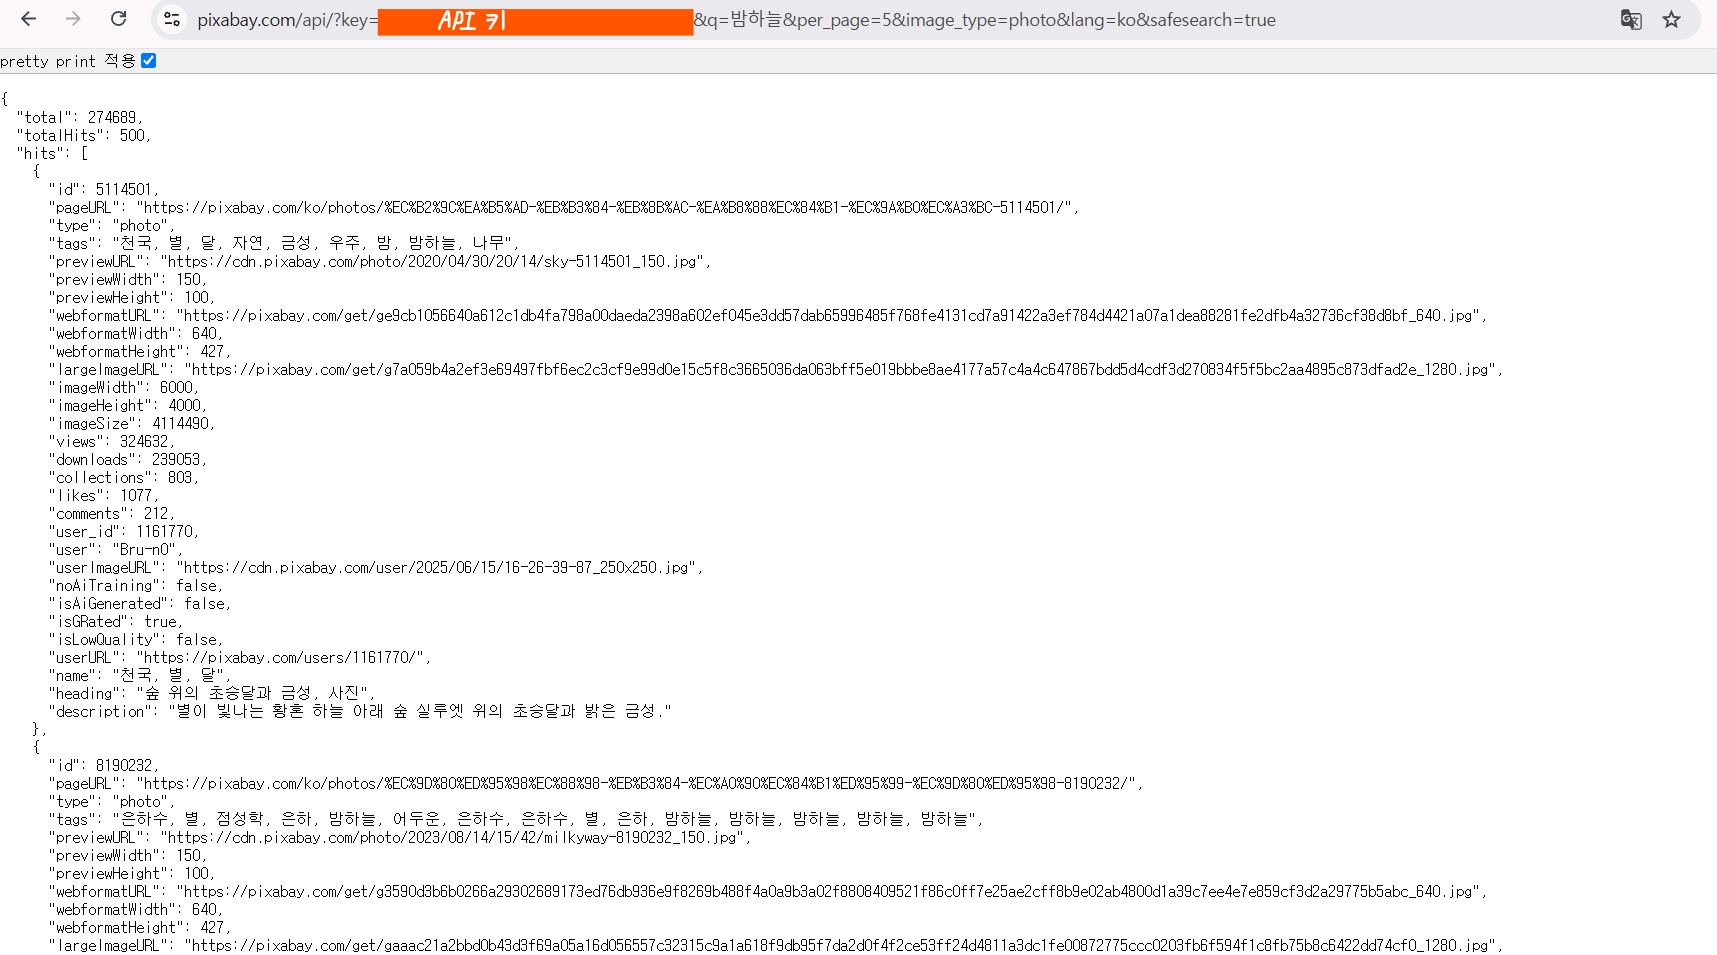 pixabay.com/api/?key= API 키 &q=밤하늘&per_page=5&image_type=photo&lang=ko&safesearch=true
pretty print 적용
{
"total": 274689,
"totalHits": 500,
"hits": [
{
"id": 5114501,
"pageURL": "https://pixabay.com/ko/photos/%EC%B2%9C%EA%B5%AD-%EB%B3%84-%EB%8B%AC-%EA%B8%88%EC%84%B1-%EC%9A%B0%EC%A3%BC-5114501/",
"type": "photo",
"tags": "천국, 별, 달, 자연, 금성, 우주, 밤, 밤하늘, 나무",
"previewURL": "https://cdn.pixabay.com/photo/2020/04/30/20/14/sky-5114501_150.jpg",
"previewWidth": 150,
"previewHeight": 100,
"webformatURL": "https://pixabay.com/get/ge9cb1056640a612c1db4fa798a00daeda2398a602ef045e3dd57dab65996485f768fe4131cd7a91422a3ef784d4421a07a1dea88281fe2dfb4a32736cf38d8bf_640.jpg",
"webformatWidth": 640,
"webformatHeight": 427,
"largeImageURL": "https://pixabay.com/get/g7a059b4a2ef3e69497fbf6ec2c3cf9e99d0e15c5f8c3665036da063bff5e019bbbe8ae4177a57c4a4c647867bdd5d4cdf3d270834f5f5bc2aa4895c873dfad2e_1280.jpg",
"imageWidth": 6000,
"imageHeight": 4000,
"imageSize": 4114490,
"views": 324632,
"downloads": 239053,
"collections": 803,
"likes": 1077,
"comments": 212,
"user_id": 1161770,
"user": "Bru-nO",
"userImageURL": "https://cdn.pixabay.com/user/2025/06/15/16-26-39-87_250x250.jpg",
"noAiTraining": false,
"isAiGenerated": false,
"isGRated": true,
"isLowQuality": false,
"userURL": "https://pixabay.com/users/1161770/",
"name": "천국, 별, 달",
"heading": "숲 위의 초승달과 금성, 사진",
"description": "별이 빛나는 황혼 하늘 아래 숲 실루엣 위의 초승달과 밝은 금성."
},
{
"id": 8190232,
"pageURL": "https://pixabay.com/ko/photos/%EC%9D%80%ED%95%98%EC%88%98-%EB%B3%84-%EC%A0%90%EC%84%B1%ED%95%99-%EC%9D%80%ED%95%98-8190232/",
"type": "photo",
"tags": "은하수, 별, 점성학, 은하, 밤하늘, 어두운, 은하수, 은하수, 별, 은하, 밤하늘, 밤하늘, 밤하늘, 밤하늘, 밤하늘",
"previewURL": "https://cdn.pixabay.com/photo/2023/08/14/15/42/milkyway-8190232_150.jpg",
"previewWidth": 150,
"previewHeight": 100,
"webformatURL": "https://pixabay.com/get/g3590d3b6b0266a29302689173ed76db936e9f8269b488f4a0a9b3a02f8808409521f86c0ff7e25ae2cff8b9e02ab4800d1a39c7ee4e7e859cf3d2a29775b5abc_640.jpg",
"webformatWidth": 640,
"webformatHeight": 427,
"largeImageURL": "https://pixabay.com/get/gaaac21a2bbd0b43d3f69a05a16d056557c32315c9a1a618f9db95f7da2d0f4f2ce53ff24d4811a3dc1fe00872775ccc0203fb6f594f1c8fb75b8c6422dd74cf0_1280.jpg",